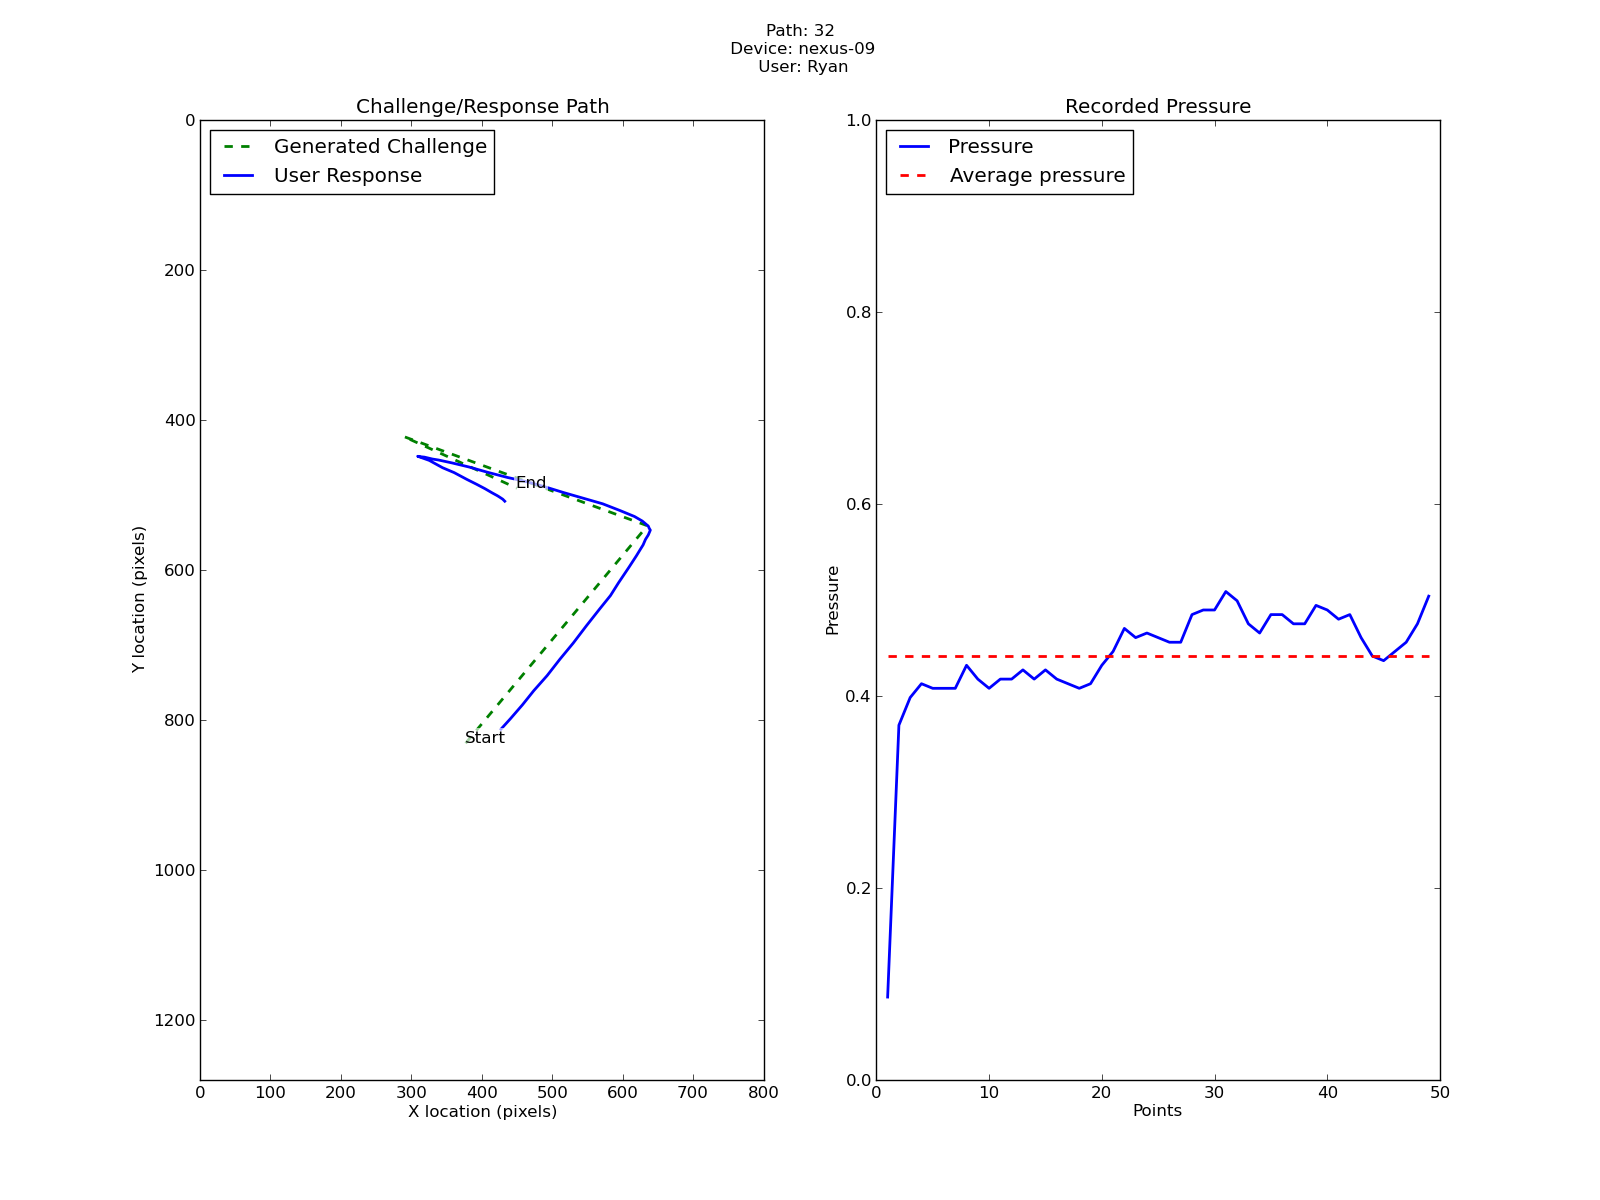 Path: 32
Device: nexus-09
User: Ryan
Challenge/Response Path
Generated Challenge
User Response
0
200
400
600
800
1000
1200
Y location (pixels)
End
Start
0 100 200 300 400 500 600 700 800
X location (pixels)
Recorded Pressure
Pressure
Average pressure
1.0
0.8
0.6
0.4
0.2
0.0
Pressure
0 10 20 30 40 50
Points